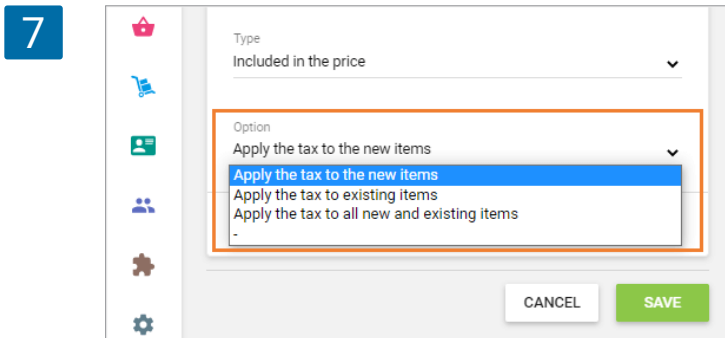 7
Type
Included in the price
Option
Apply the tax to the new items
Apply the tax to the new items
Apply the tax to existing items
Apply the tax to all new and existing items
-
CANCEL SAVE